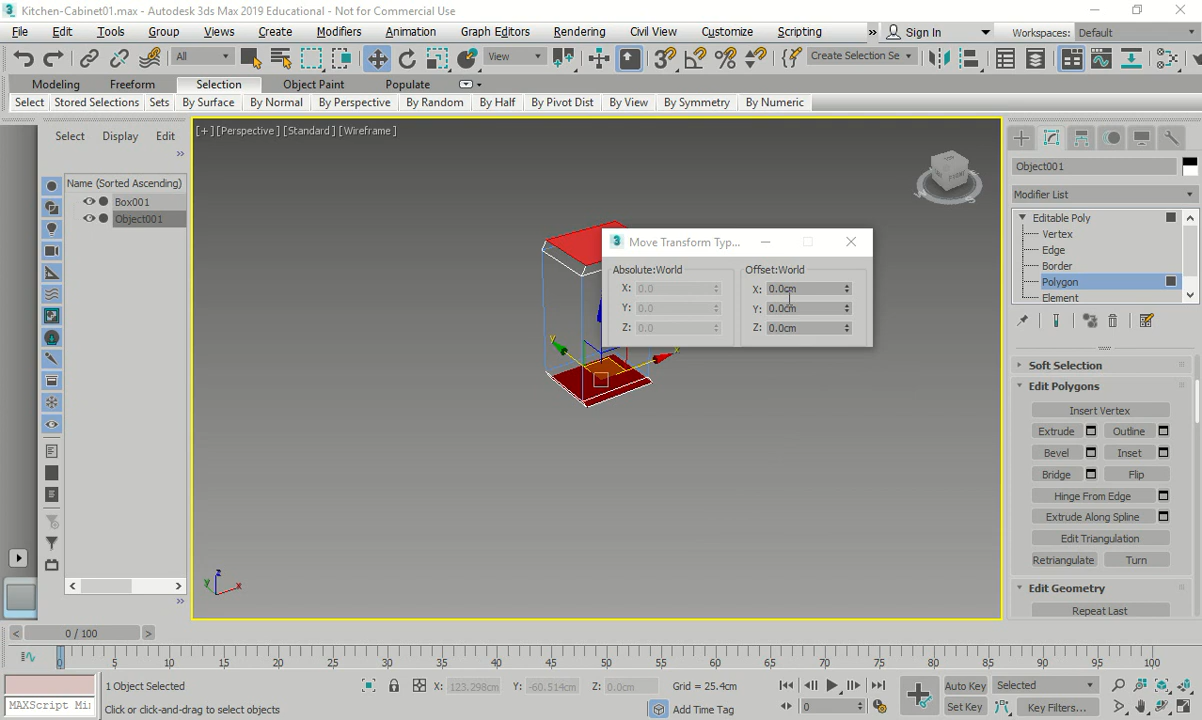 Kitchen-Cabinet01.max - Autodesk 3ds Max 2019 Educational - Not for Commercial Use
File Edit Tools Group Views Create Modifiers Animation Graph Editors Rendering Civil View Customize Scripting » Sign In Workspaces: Default
All View Create Selection Se
Modeling Freeform Selection Object Paint Populate
Select Stored Selections Sets By Surface By Normal By Perspective By Random By Half By Pivot Dist By View By Symmetry By Numeric
Select Display Edit
»
Name (Sorted Ascending)
Box001
Object001
»
[+] [Perspective] [Standard] [Wireframe]
FRONT
Move Transform Typ...
Absolute:World
X: 0.0
Y: 0.0
Z: 0.0
Offset:World
X: 0.0cm
Y: 0.0cm
Z: 0.0cm
y
x
z
y
x
Object001
Modifier List
Editable Poly
Vertex
Edge
Border
Polygon
Element
Soft Selection
Edit Polygons
Insert Vertex
Extrude Outline
Bevel Inset
Bridge Flip
Hinge From Edge
Extrude Along Spline
Edit Triangulation
Retriangulate Turn
Edit Geometry
Repeat Last
< 0 / 100 >
0 5 10 15 20 25 30 35 40 45 50 55 60 65 70 75 80 85 90 95 100
1 Object Selected X: 123.298cm Y: -60.514cm Z: 0.0cm Grid = 25.4cm Auto Key Selected
MAXScript Mi Click or click-and-drag to select objects Add Time Tag 0 Set Key Key Filters...